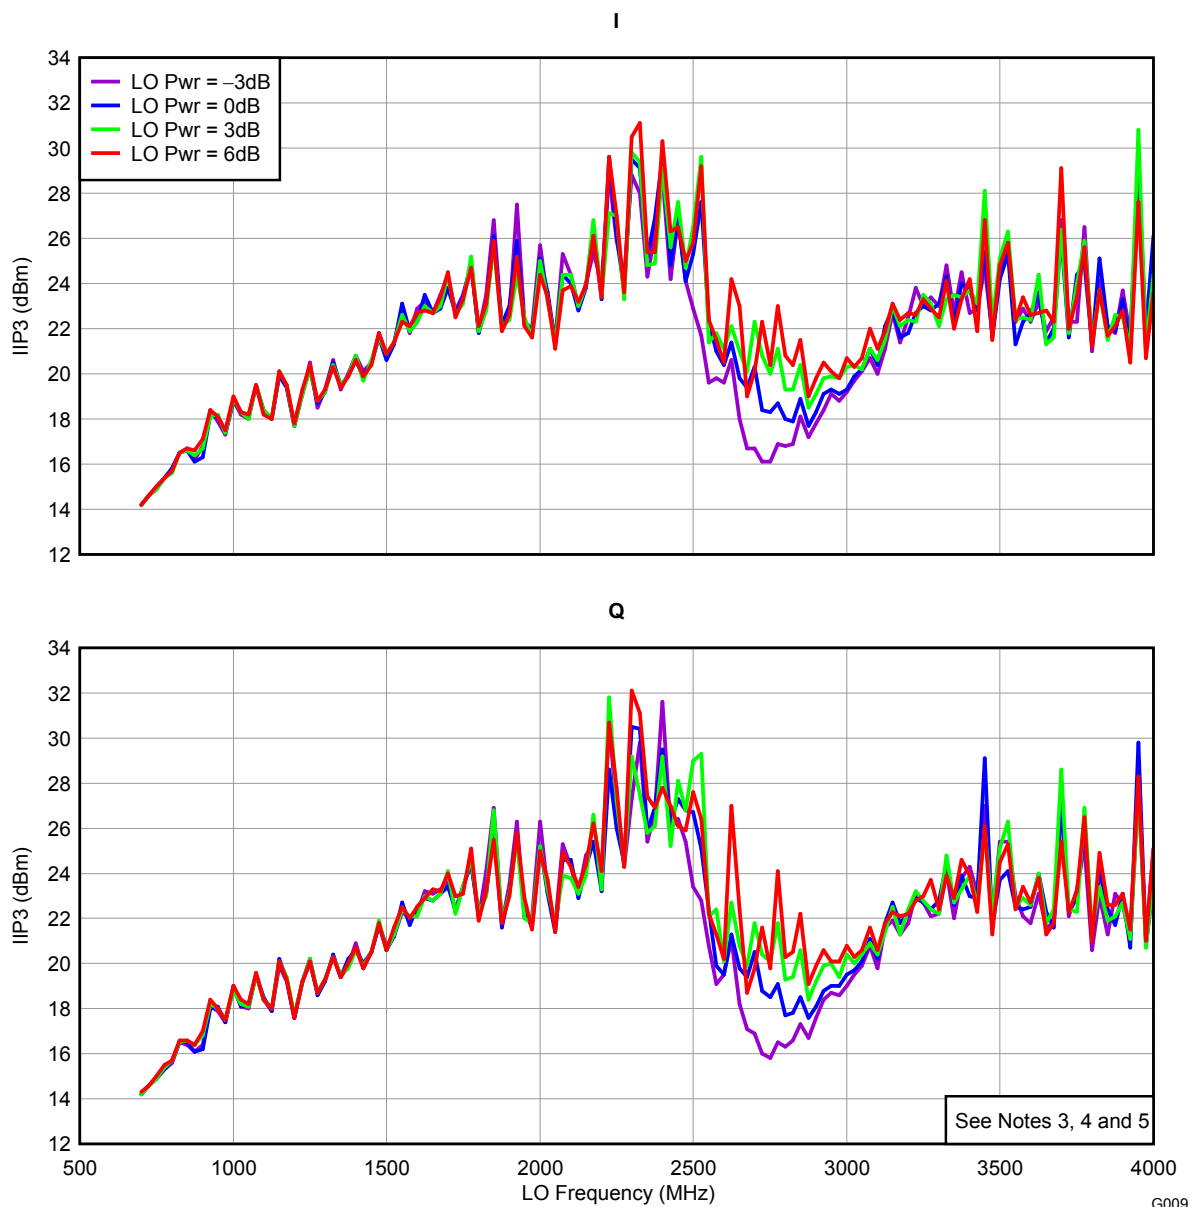 I
34
32
30
28
26
24
22
20
18
16
14
12
IIP3 (dBm)
LO Pwr = –3dB
LO Pwr = 0dB
LO Pwr = 3dB
LO Pwr = 6dB
Q
34
32
30
28
26
24
22
20
18
16
14
12
IIP3 (dBm)
See Notes 3, 4 and 5
500 1000 1500 2000 2500 3000 3500 4000
LO Frequency (MHz)
G009